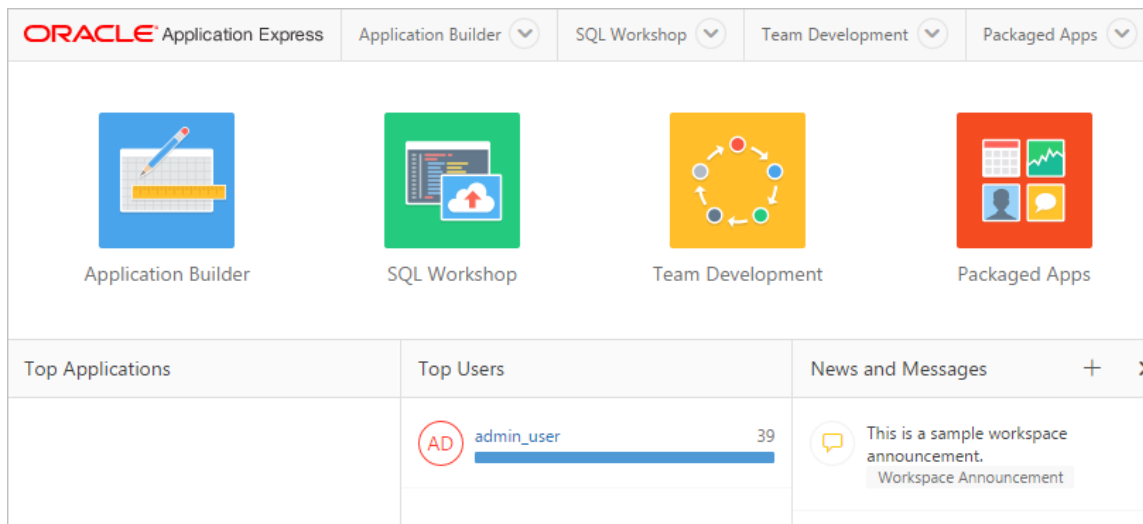 ORACLE Application Express Application Builder SQL Workshop Team Development Packaged Apps
Application Builder SQL Workshop Team Development Packaged Apps
Top Applications
Top Users
AD admin_user 39
News and Messages
This is a sample workspace
announcement.
Workspace Announcement